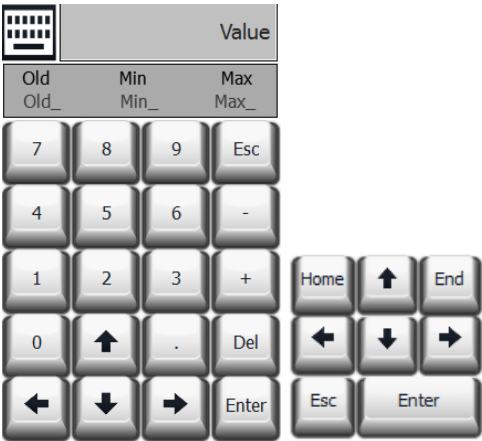 Value
Old Min Max
Old_ Min_ Max_
7 8 9 Esc
4 5 6 -
1 2 3 +
0 . Del
Enter
Home End
Esc Enter